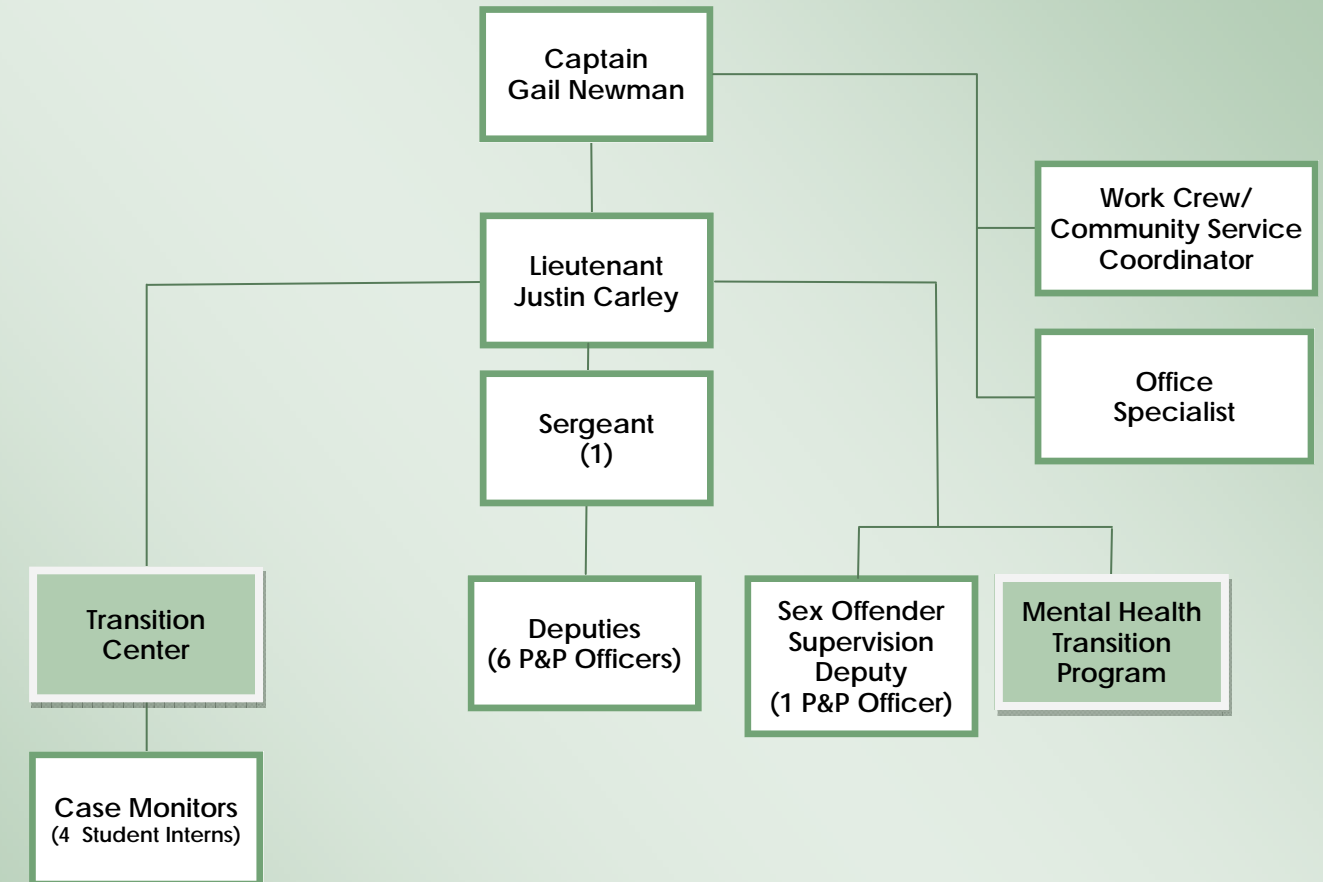 Captain
Gail Newman
Work Crew/
Community Service
Coordinator
Lieutenant
Justin Carley
Office
Specialist
Sergeant
(1)
Transition
Center
Deputies
(6 P&P Officers)
Sex Offender
Supervision
Deputy
(1 P&P Officer)
Mental Health
Transition
Program
Case Monitors
(4 Student Interns)